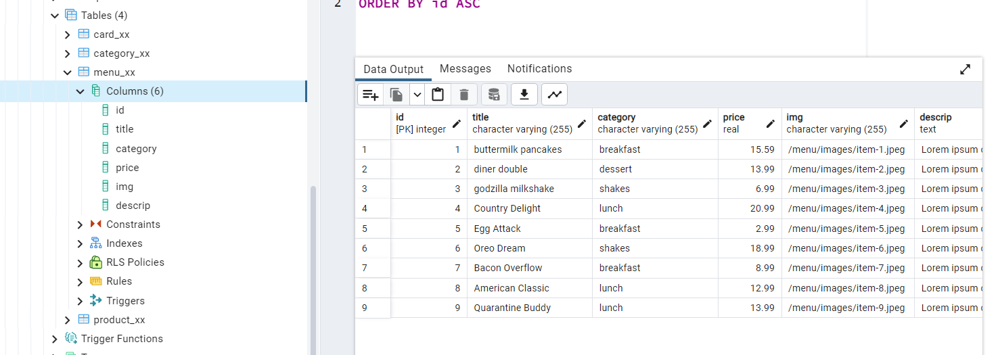 Tables (4)
card_xx
category_xx
menu_xx
Columns (6)
id
title
category
price
img
descrip
Constraints
Indexes
RLS Policies
Rules
Triggers
product_xx
Trigger Functions
2 ORDER BY id ASC
Data Output Messages Notifications
id title category price img descrip
[PK] integer character varying (255) character varying (255) real character varying (255) text
1 1 buttermilk pancakes breakfast 15.59 /menu/images/item-1.jpeg Lorem ipsum
2 2 diner double dessert 13.99 /menu/images/item-2.jpeg Lorem ipsum
3 3 godzilla milkshake shakes 6.99 /menu/images/item-3.jpeg Lorem ipsum
4 4 Country Delight lunch 20.99 /menu/images/item-4.jpeg Lorem ipsum
5 5 Egg Attack breakfast 2.99 /menu/images/item-5.jpeg Lorem ipsum
6 6 Oreo Dream shakes 18.99 /menu/images/item-6.jpeg Lorem ipsum
7 7 Bacon Overflow breakfast 8.99 /menu/images/item-7.jpeg Lorem ipsum
8 8 American Classic lunch 12.99 /menu/images/item-8.jpeg Lorem ipsum
9 9 Quarantine Buddy lunch 13.99 /menu/images/item-9.jpeg Lorem ipsum